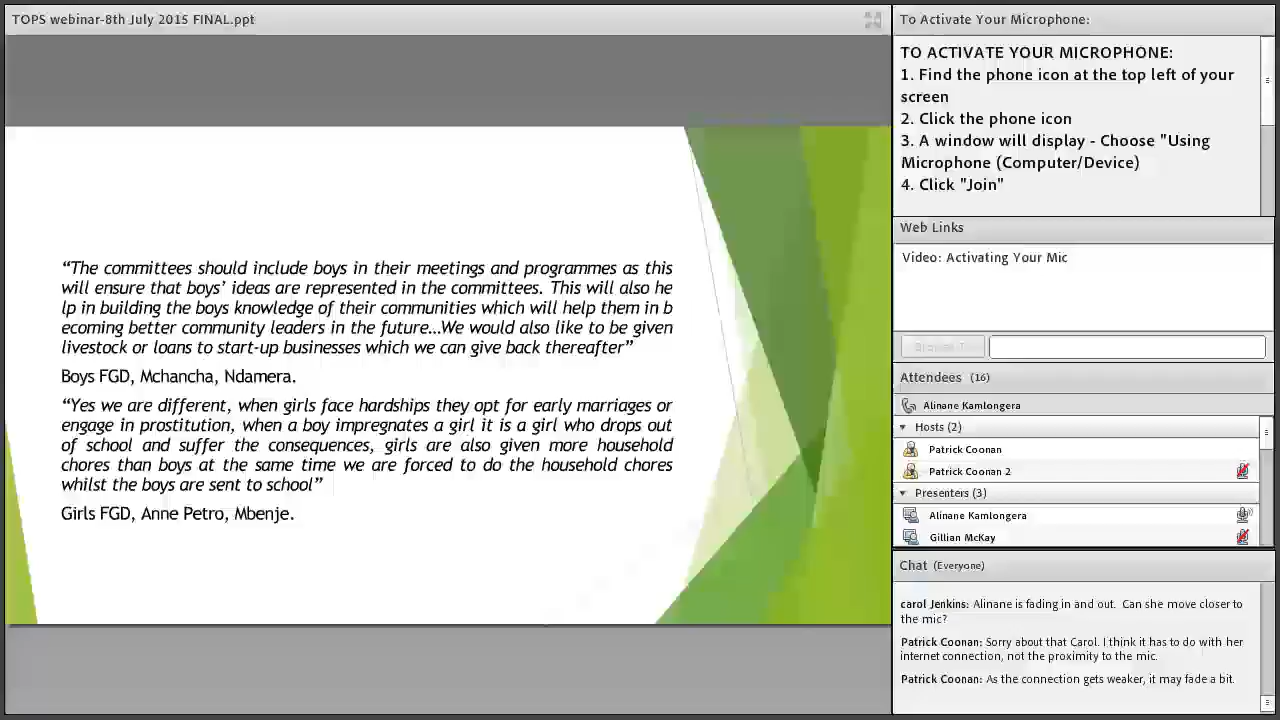 TOPS webinar-8th July 2015 FINAL.ppt
“The committees should include boys in their meetings and programmes as this
will ensure that boys’ ideas are represented in the committees. This will also he
lp in building the boys knowledge of their communities which will help them in b
ecoming better community leaders in the future…We would also like to be given
livestock or loans to start-up businesses which we can give back thereafter”
Boys FGD, Mchancha, Ndamera.
“Yes we are different, when girls face hardships they opt for early marriages or
engage in prostitution, when a boy impregnates a girl it is a girl who drops out
of school and suffer the consequences, girls are also given more household
chores than boys at the same time we are forced to do the household chores
whilst the boys are sent to school”
Girls FGD, Anne Petro, Mbenje.
To Activate Your Microphone:
TO ACTIVATE YOUR MICROPHONE:
1. Find the phone icon at the top left of your
screen
2. Click the phone icon
3. A window will display - Choose "Using
Microphone (Computer/Device)
4. Click "Join"
Web Links
Video: Activating Your Mic
Browse To
Attendees (16)
Alinane Kamlongera
Hosts (2)
Patrick Coonan
Patrick Coonan 2
Presenters (3)
Alinane Kamlongera
Gillian McKay
Chat (Everyone)
carol Jenkins: Alinane is fading in and out. Can she move closer to
the mic?
Patrick Coonan: Sorry about that Carol. I think it has to do with her
internet connection, not the proximity to the mic.
Patrick Coonan: As the connection gets weaker, it may fade a bit.